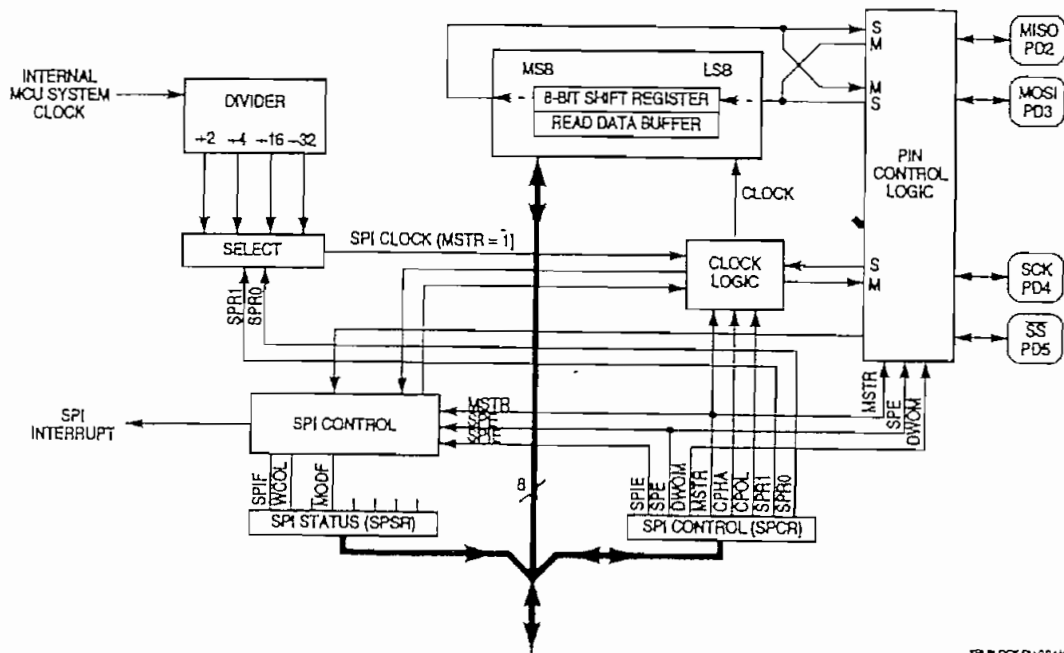 INTERNAL
MCU SYSTEM
CLOCK
DIVIDER
÷2 ÷4 ÷16 ÷32
SELECT
SPR1
SPR0
SPI CLOCK (MSTR = 1)
MSB
LSB
8-BIT SHIFT REGISTER
READ DATA BUFFER
CLOCK
CLOCK
LOGIC
S
M
M
S
PIN
CONTROL
LOGIC
S
M
MISO
PD2
MOSI
PD3
SCK
PD4
SS
PD5
MSTR
SPE
DWOM
SPI
INTERRUPT
SPI CONTROL
MSTR
SPE
SPIE
SPIF
WCOL
MODF
SPI STATUS (SPSR)
8
SPIE
SPE
DWOM
MSTR
CPHA
CPOL
SPR1
SPR0
SPI CONTROL (SPCR)